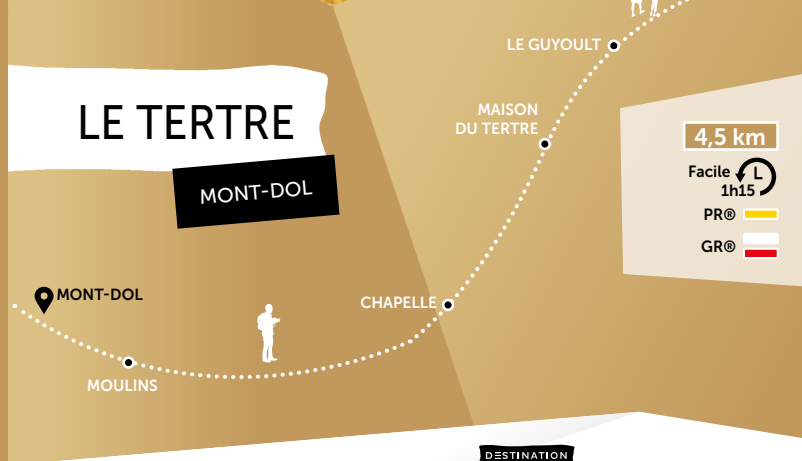 LE GUYOULT
LE TERTRE
MAISON
DU TERTRE
MONT-DOL
4,5 km
Facile
1h15
PR®
GR®
MONT-DOL
CHAPELLE
MOULINS
DESTINATION